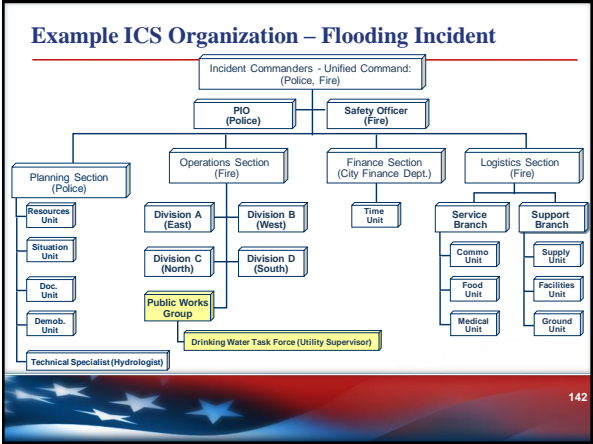 Example ICS Organization – Flooding Incident
Incident Commanders - Unified Command:
(Police, Fire)
PIO
(Police)
Safety Officer
(Fire)
Planning Section
(Police)
Operations Section
(Fire)
Finance Section
(City Finance Dept.)
Logistics Section
(Fire)
Resources
Unit
Situation
Unit
Doc.
Unit
Demob.
Unit
Technical Specialist (Hydrologist)
Division A
(East)
Division B
(West)
Division C
(North)
Division D
(South)
Public Works
Group
Drinking Water Task Force (Utility Supervisor)
Time
Unit
Service
Branch
Support
Branch
Commo
Unit
Food
Unit
Medical
Unit
Supply
Unit
Facilities
Unit
Ground
Unit
142